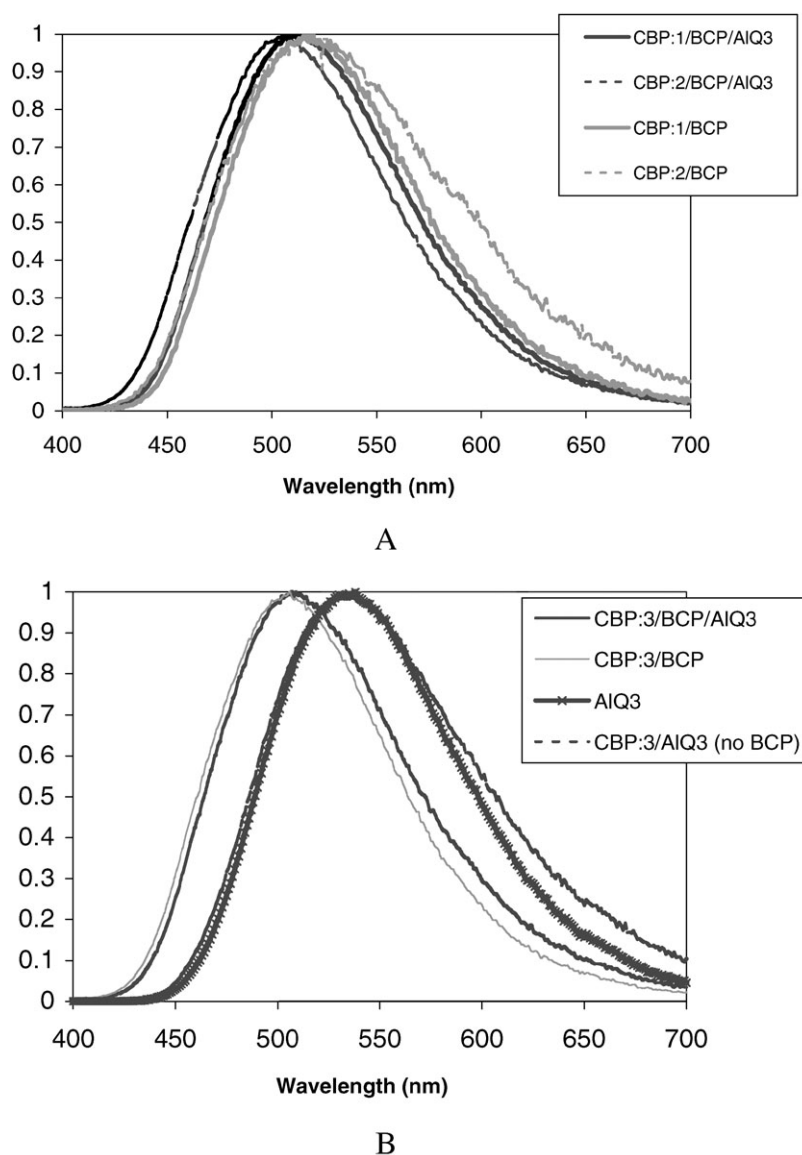 1
0.9
0.8
0.7
0.6
0.5
0.4
0.3
0.2
0.1
0
400 450 500 550 600 650 700
Wavelength (nm)
CBP:1/BCP/AlQ3
CBP:2/BCP/AlQ3
CBP:1/BCP
CBP:2/BCP
A
1
0.9
0.8
0.7
0.6
0.5
0.4
0.3
0.2
0.1
0
400 450 500 550 600 650 700
Wavelength (nm)
CBP:3/BCP/AlQ3
CBP:3/BCP
AlQ3
CBP:3/AlQ3 (no BCP)
B